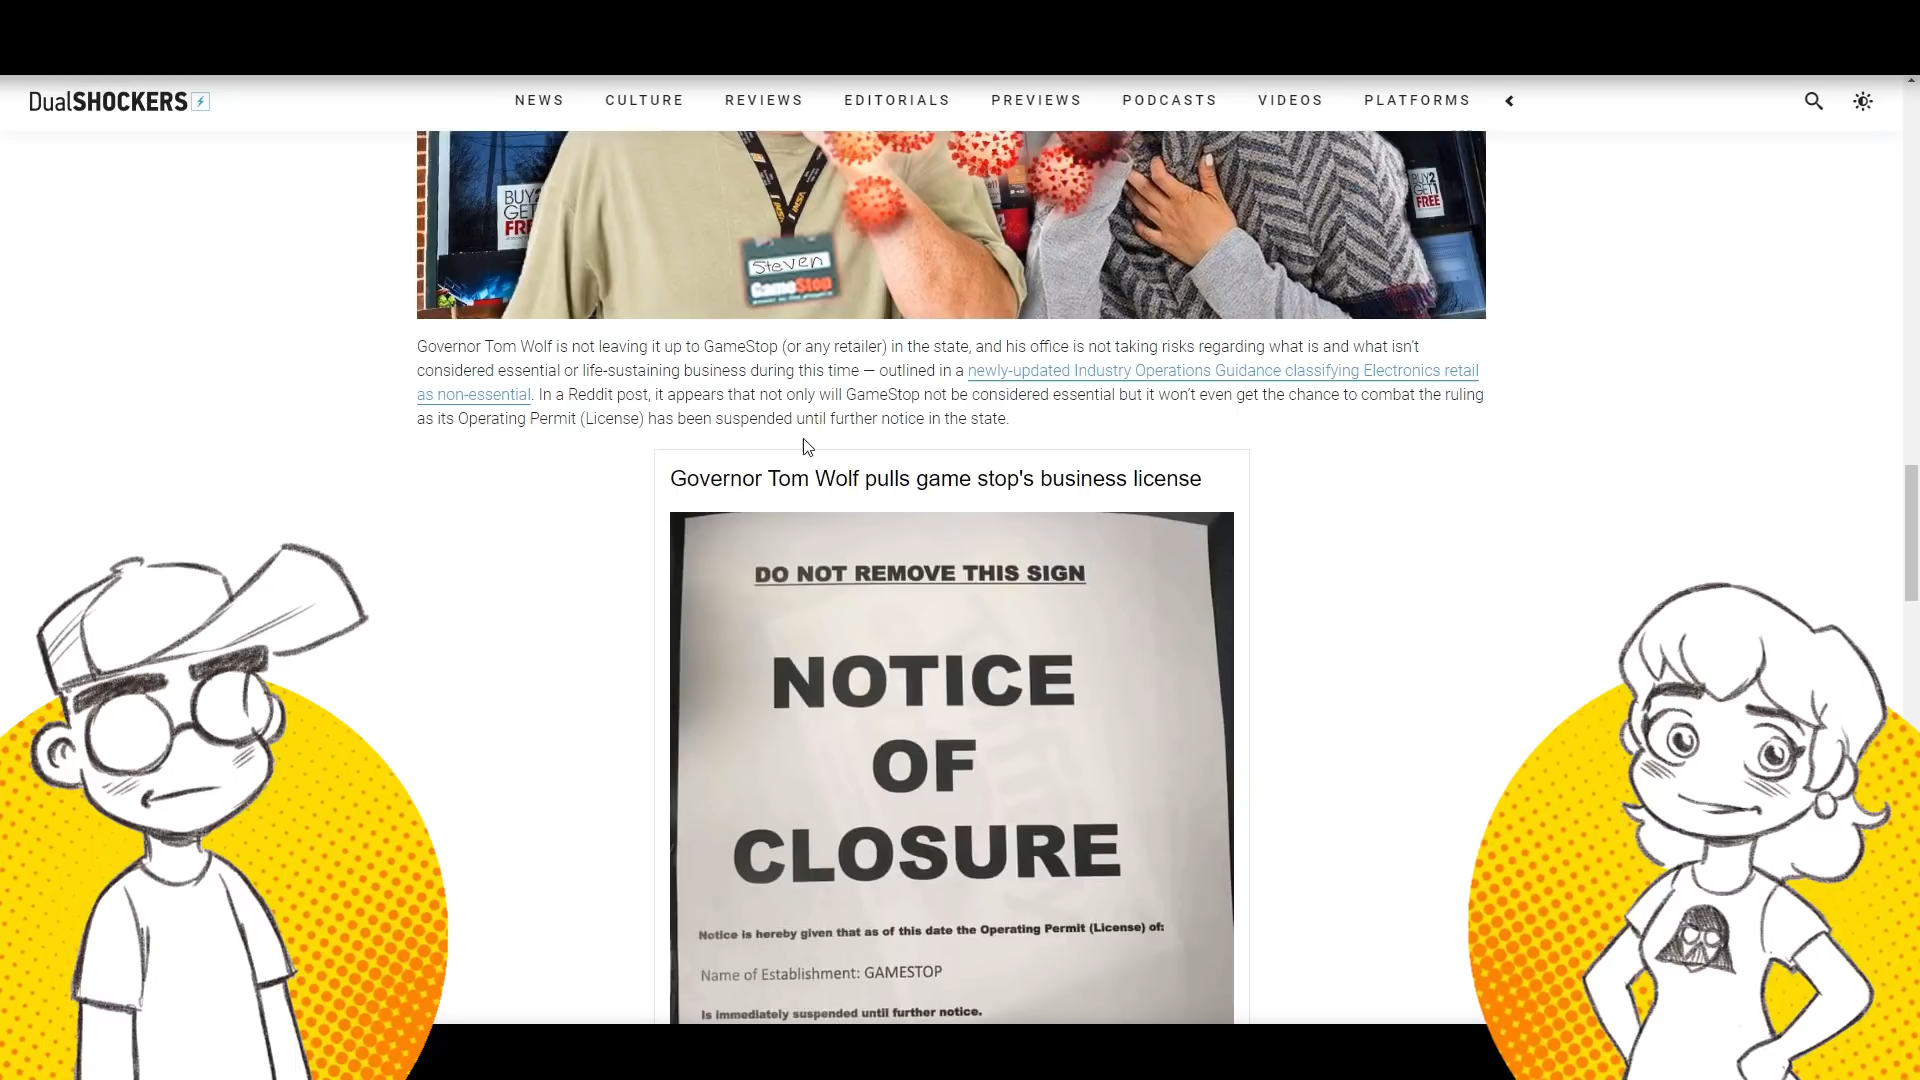 DualSHOCKERS
NEWS CULTURE REVIEWS EDITORIALS PREVIEWS PODCASTS VIDEOS PLATFORMS
BUY 2
GET
FREE
BUY 2
GET 1
FREE
Steven
GameStop
Governor Tom Wolf is not leaving it up to GameStop (or any retailer) in the state, and his office is not taking risks regarding what is and what isn't
considered essential or life-sustaining business during this time — outlined in a newly-updated Industry Operations Guidance classifying Electronics retail
as non-essential. In a Reddit post, it appears that not only will GameStop not be considered essential but it won't even get the chance to combat the ruling
as its Operating Permit (License) has been suspended until further notice in the state.
Governor Tom Wolf pulls game stop's business license
DO NOT REMOVE THIS SIGN
NOTICE
OF
CLOSURE
Notice is hereby given that as of this date the Operating Permit (License) of:
Name of Establishment: GAMESTOP
Is immediately suspended until further notice.